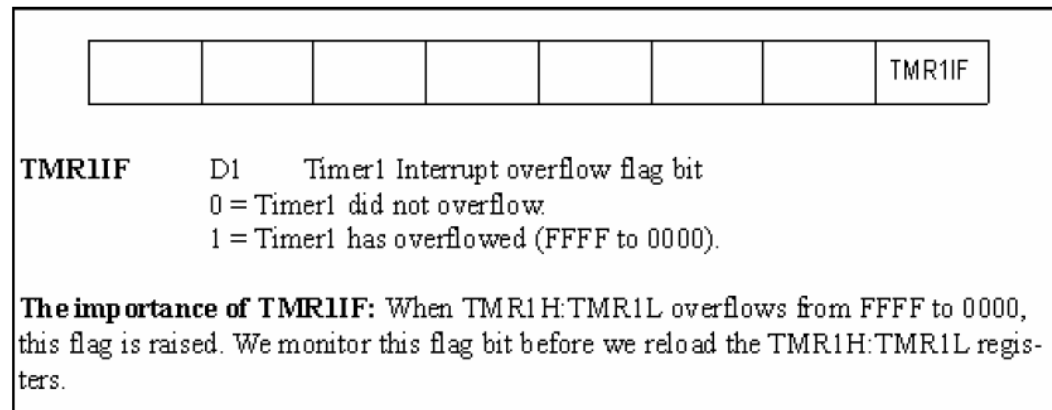 TMR1IF
TMR1IF D1 Timer1 Interrupt overflow flag bit
0 = Timer1 did not overflow.
1 = Timer1 has overflowed (FFFF to 0000).
The importance of TMR1IF: When TMR1H:TMR1L overflows from FFFF to 0000,
this flag is raised. We monitor this flag bit before we reload the TMR1H:TMR1L regis-
ters.